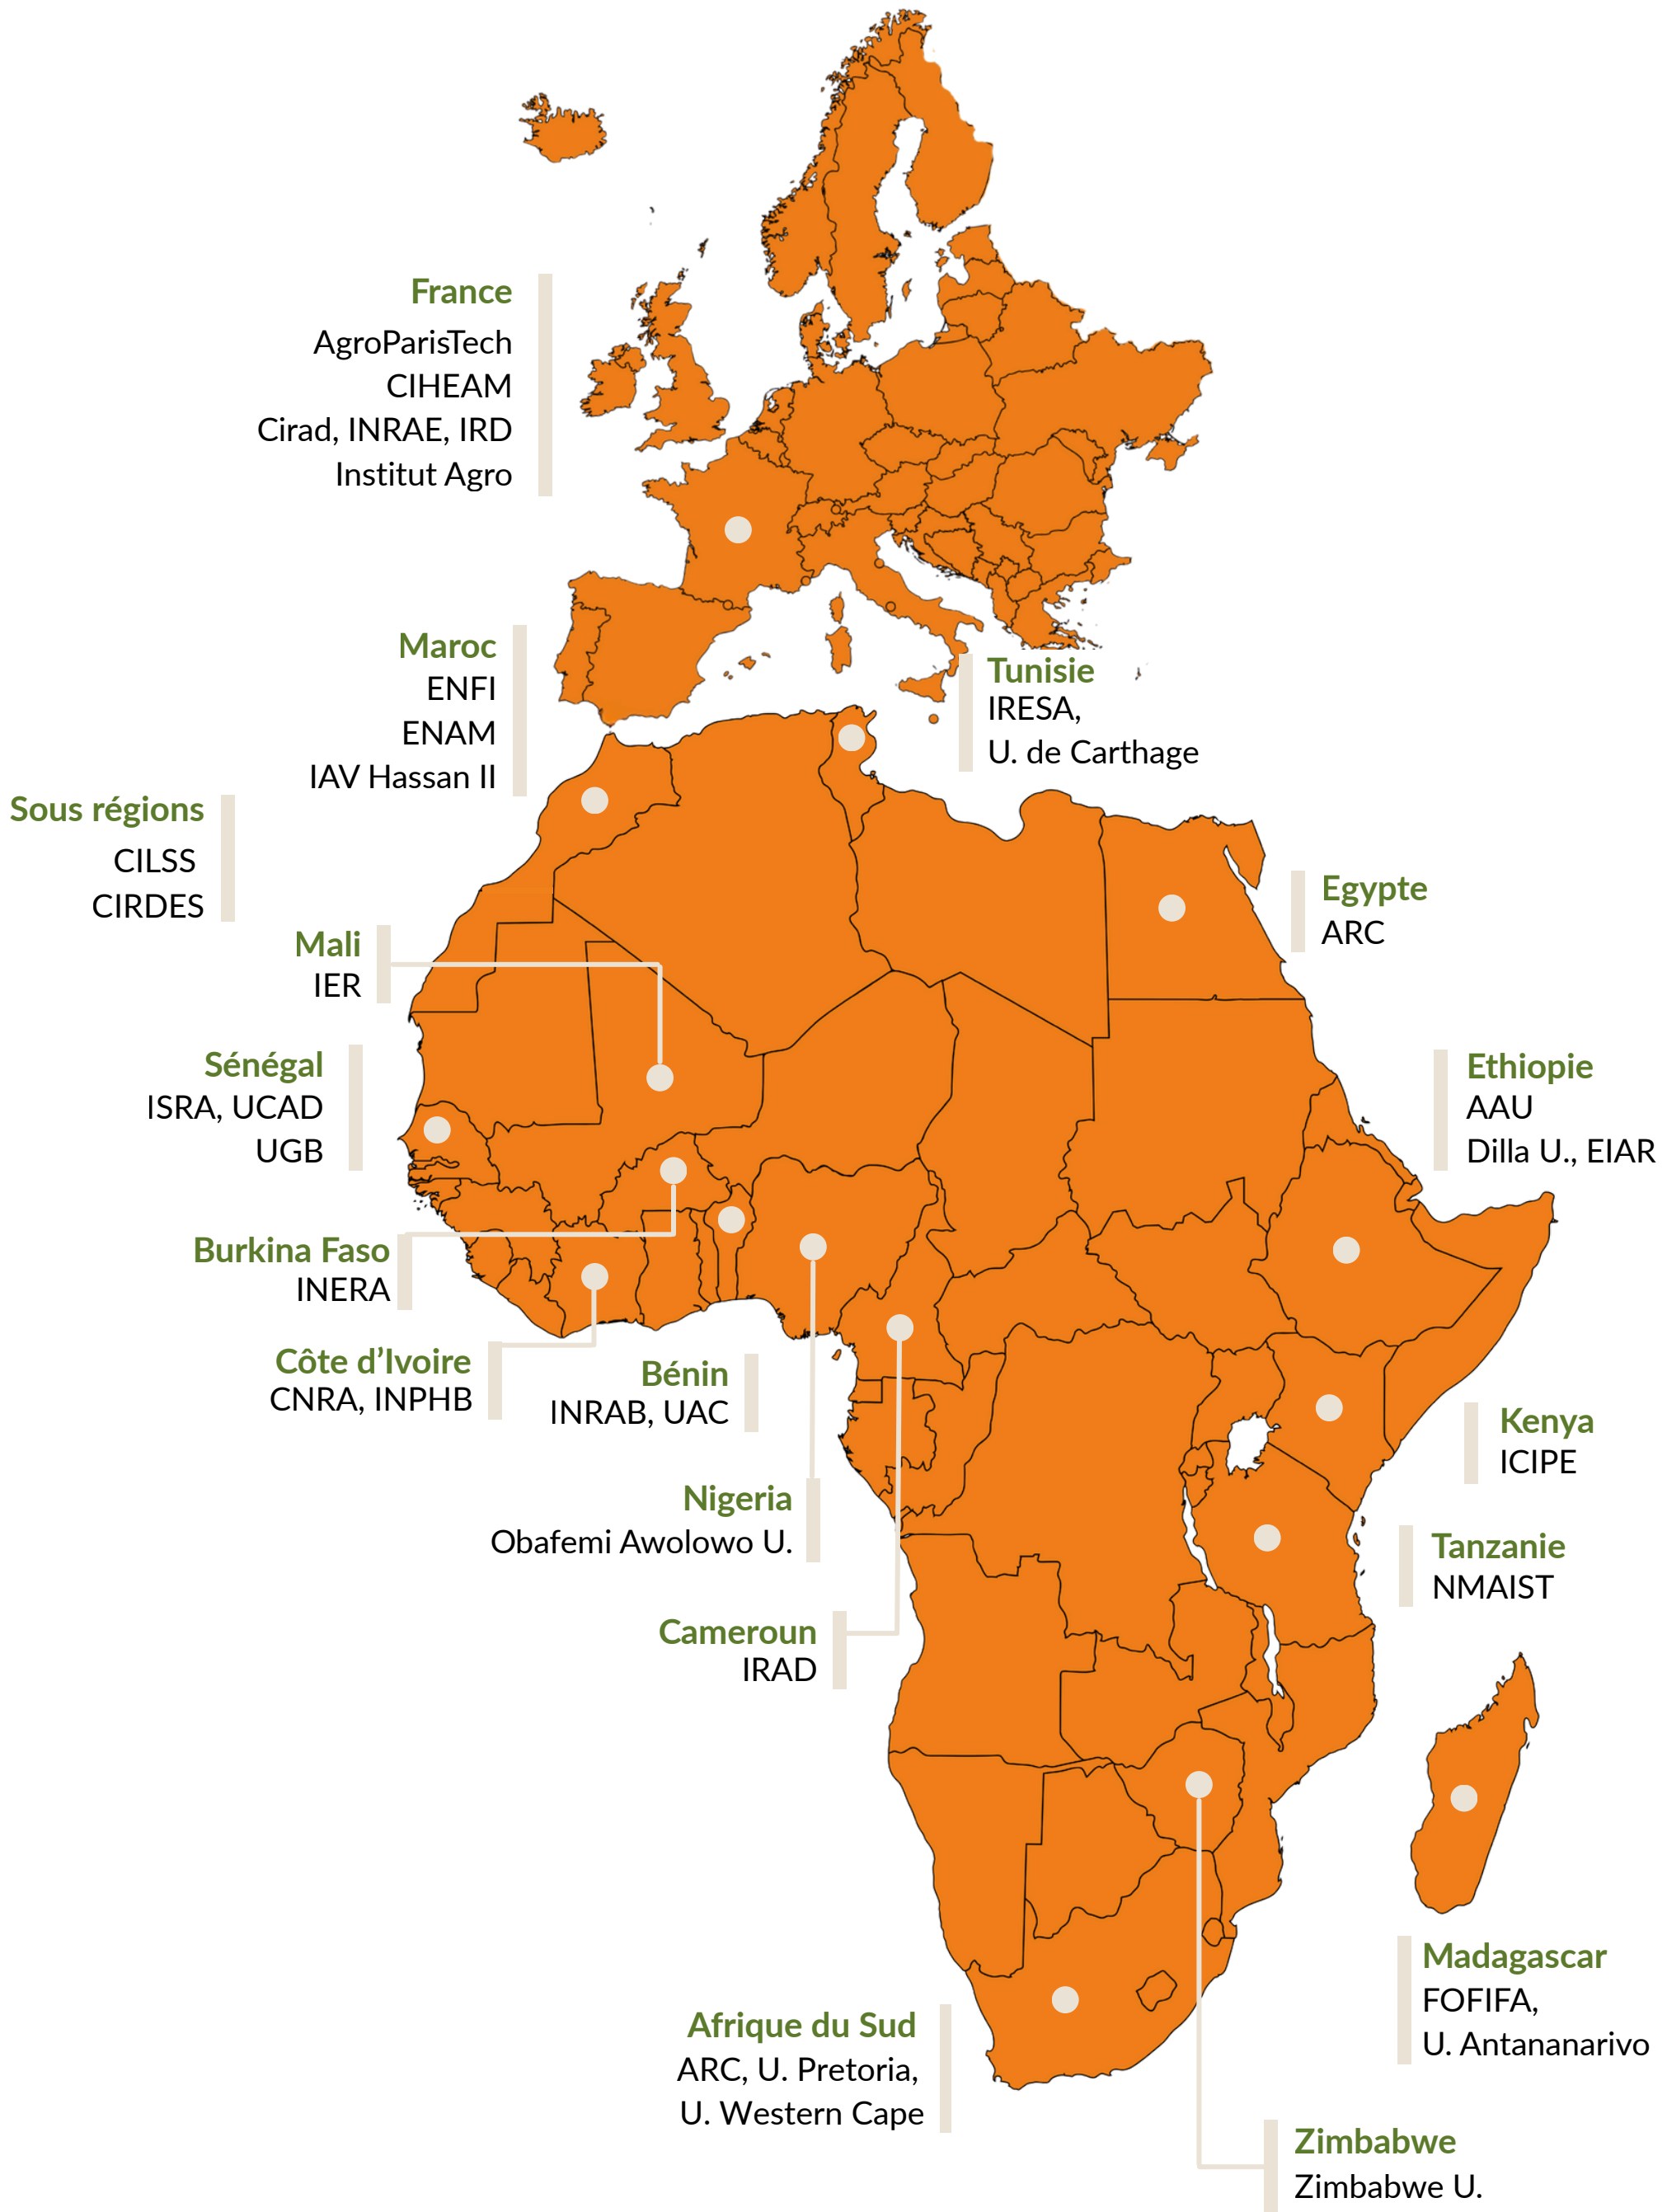 France
AgroParisTech
CIHEAM
Cirad, INRAE, IRD
Institut Agro
Maroc
ENFI
ENAM
IAV Hassan II
Tunisie
IRESA,
U. de Carthage
Sous régions
CILSS
CIRDES
Egypte
ARC
Mali
IER
Sénégal
ISRA, UCAD
UGB
Ethiopie
AAU
Dilla U., EIAR
Burkina Faso
INERA
Côte d’Ivoire
CNRA, INPHB
Bénin
INRAB, UAC
Kenya
ICIPE
Nigeria
Obafemi Awolowo U.
Tanzanie
NMAIST
Cameroun
IRAD
Madagascar
FOFIFA,
U. Antananarivo
Afrique du Sud
ARC, U. Pretoria,
U. Western Cape
Zimbabwe
Zimbabwe U.